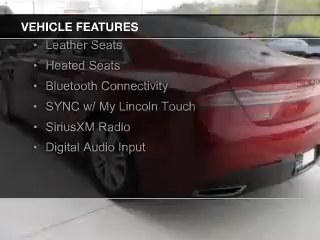 VEHICLE FEATURES
• Leather Seats
• Heated Seats
• Bluetooth Connectivity
• SYNC w/ My Lincoln Touch
• SiriusXM Radio
• Digital Audio Input